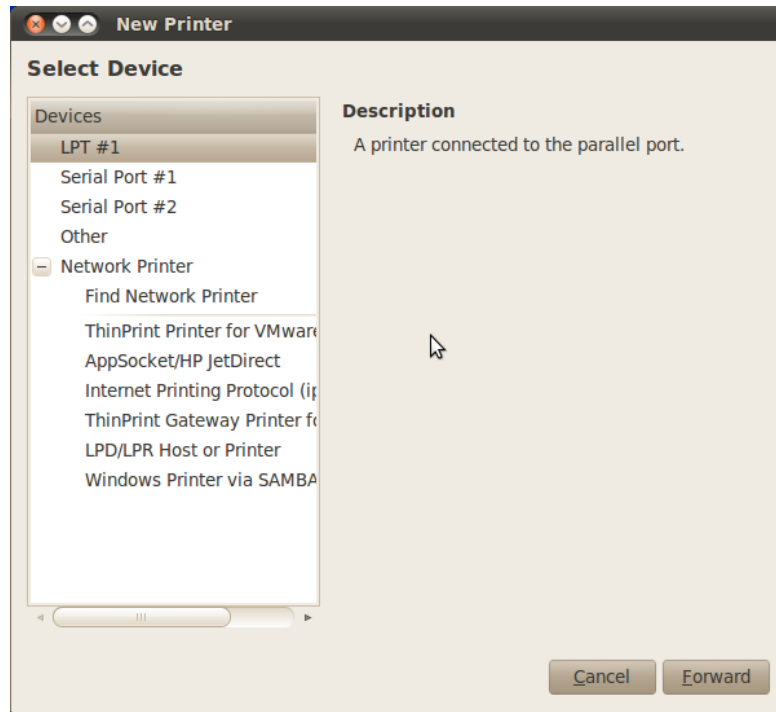 New Printer
Select Device
Devices
LPT #1
Serial Port #1
Serial Port #2
Other
Network Printer
Find Network Printer
ThinPrint Printer for VMware
AppSocket/HP JetDirect
Internet Printing Protocol (ip
ThinPrint Gateway Printer fo
LPD/LPR Host or Printer
Windows Printer via SAMBA
Description
A printer connected to the parallel port.
Cancel
Forward